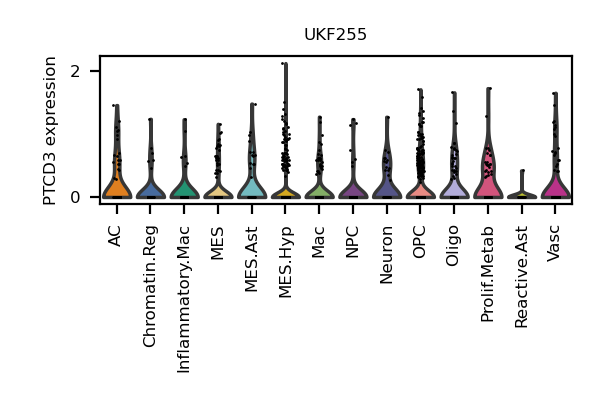 UKF255
PTCD3 expression
2
0
AC
Chromatin.Reg
Inflammatory.Mac
MES
MES.Ast
MES.Hyp
Mac
NPC
Neuron
OPC
Oligo
Prolif.Metab
Reactive.Ast
Vasc